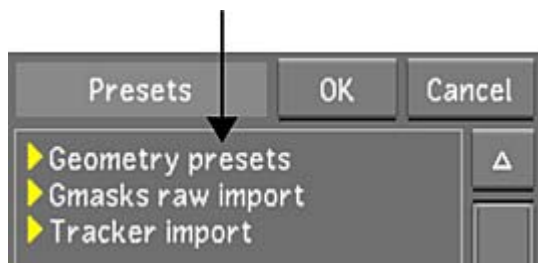 Presets OK Cancel
Geometry presets
Gmasks raw import
Tracker import